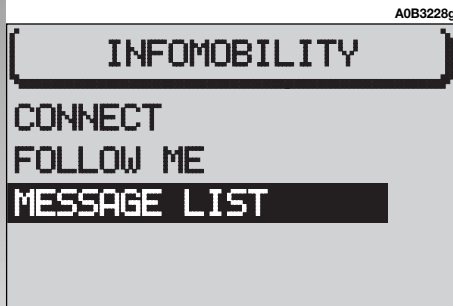 A0B3228g
INFOMOBILITY
CONNECT
FOLLOW ME
MESSAGE LIST